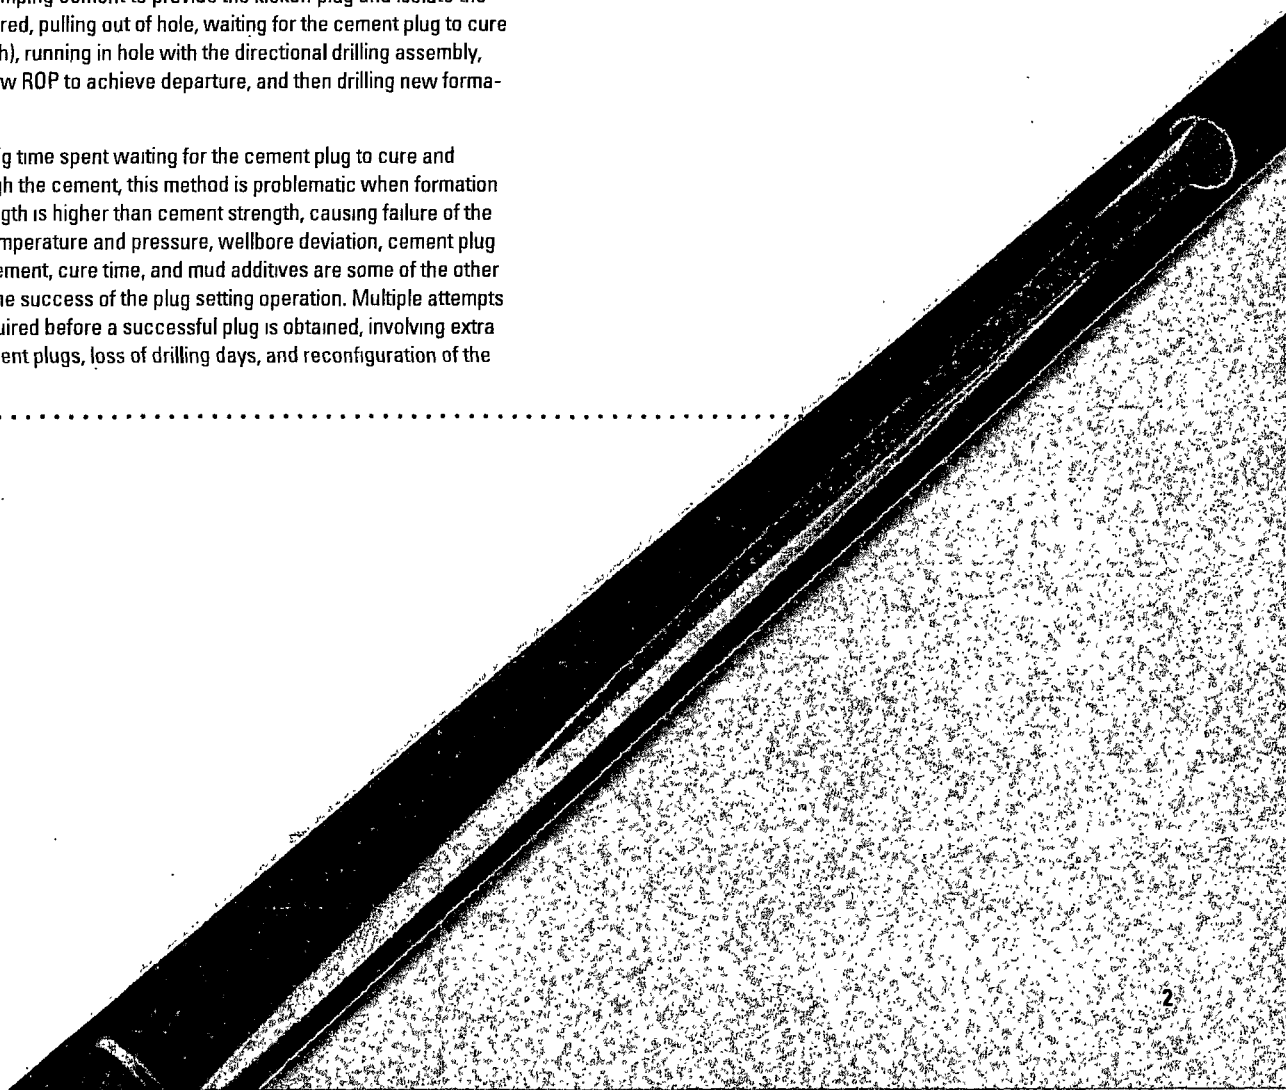 mping cement to provide the kickoff plug and isolate the
red, pulling out of hole, waiting for the cement plug to cure
h), running in hole with the directional drilling assembly,
w ROP to achieve departure, and then drilling new forma-
g time spent waiting for the cement plug to cure and
gh the cement, this method is problematic when formation
gth is higher than cement strength, causing failure of the
mperature and pressure, wellbore deviation, cement plug
ement, cure time, and mud additives are some of the other
ne success of the plug setting operation. Multiple attempts
uired before a successful plug is obtained, involving extra
ent plugs, loss of drilling days, and reconfiguration of the
2